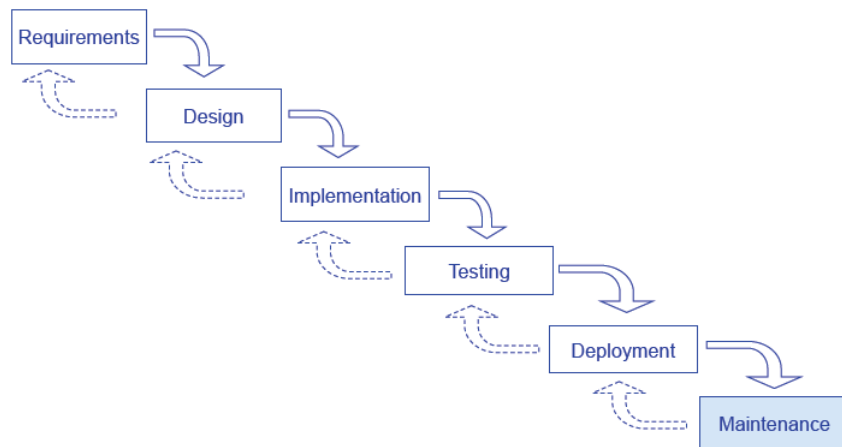 Requirements
Design
Implementation
Testing
Deployment
Maintenance